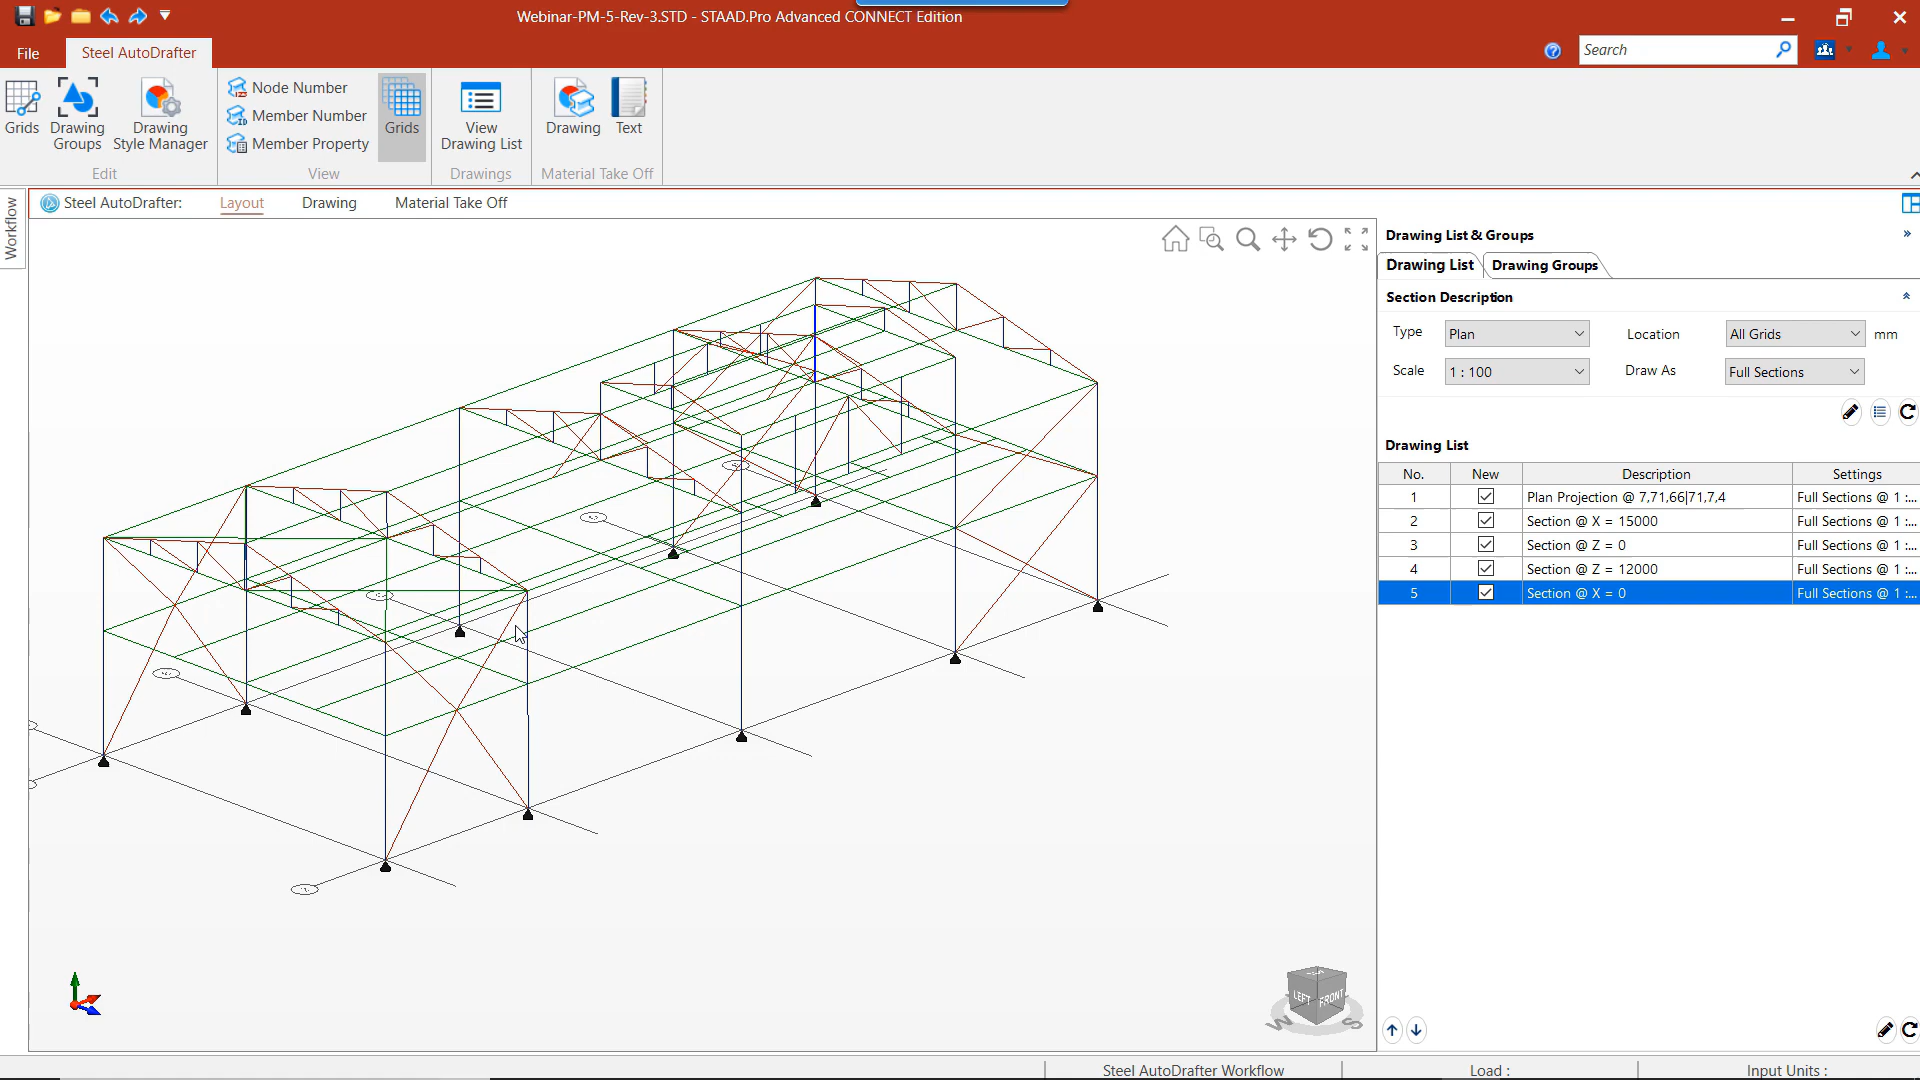 Webinar-PM-5-Rev-3.STD - STAAD.Pro Advanced CONNECT Edition
File
Steel AutoDrafter
Search
Grids
Drawing Groups
Drawing Style Manager
Edit
Node Number
Member Number
Member Property
Grids
View
View Drawing List
Drawings
Drawing
Text
Material Take Off
Workflow
Steel AutoDrafter:
Layout
Drawing
Material Take Off
Drawing List & Groups
Drawing List
Drawing Groups
Section Description
Type
Plan
Location
All Grids
mm
Scale
1 : 100
Draw As
Full Sections
Drawing List
No. New Description Settings
1 Plan Projection @ 7,71,66|71,7,4 Full Sections @ 1 :...
2 Section @ X = 15000 Full Sections @ 1 :...
3 Section @ Z = 0 Full Sections @ 1 :...
4 Section @ Z = 12000 Full Sections @ 1 :...
5 Section @ X = 0 Full Sections @ 1 :...
LEFT
FRONT
W
S
Steel AutoDrafter Workflow
Load :
Input Units :